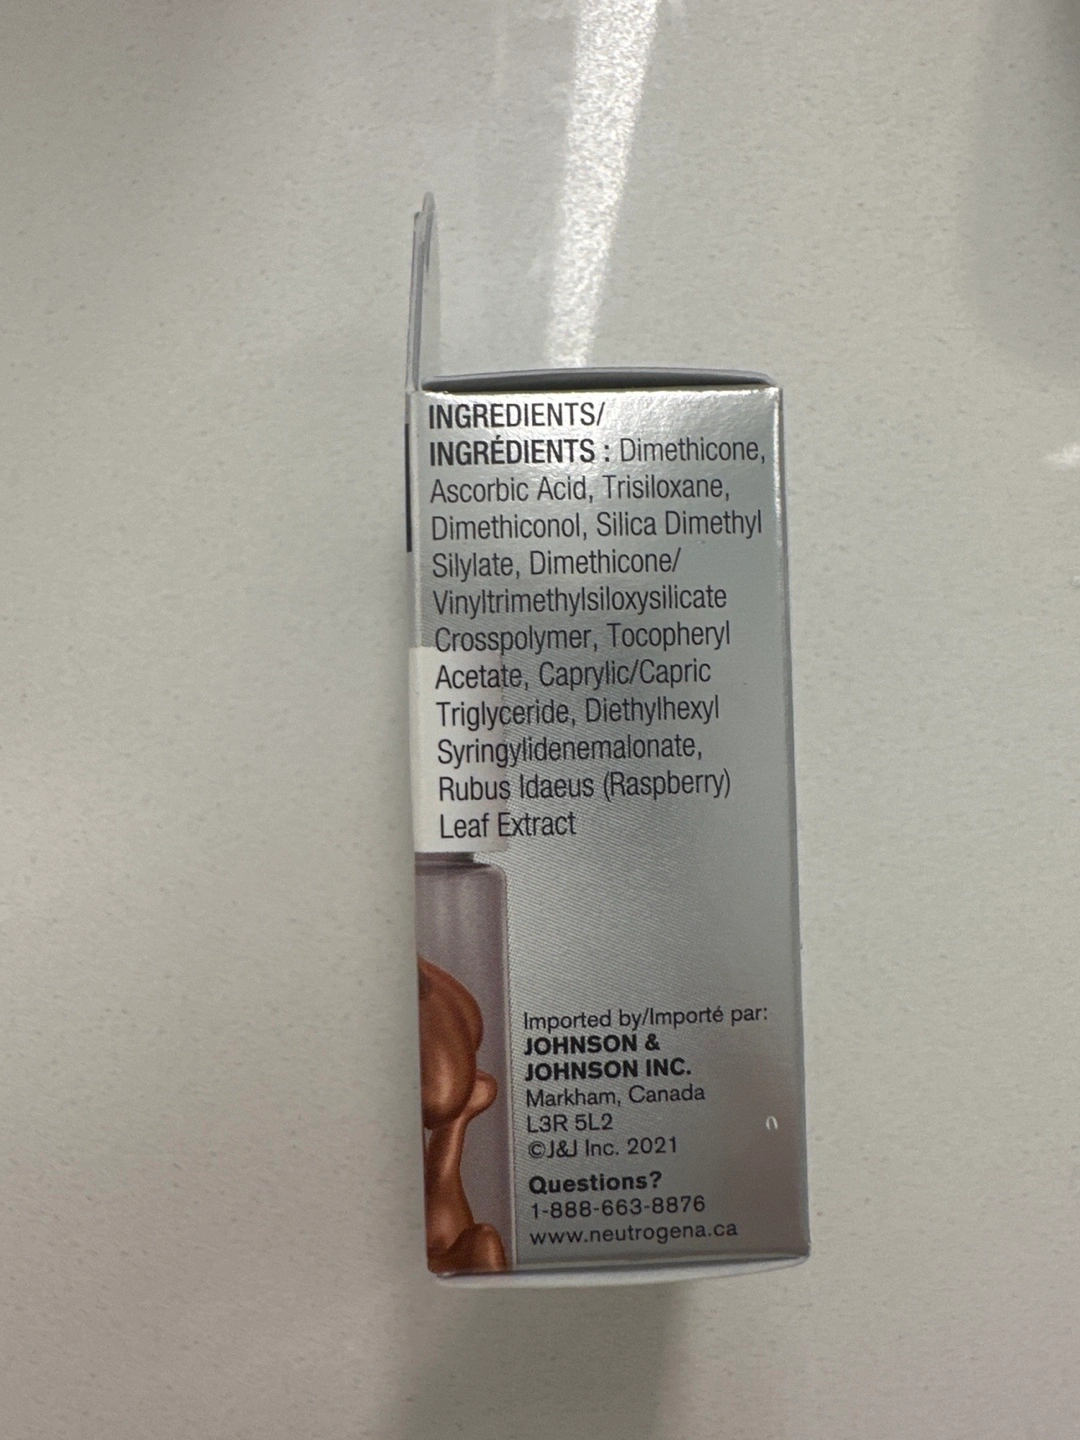 INGREDIENTS/
INGRÉDIENTS : Dimethicone,
Ascorbic Acid, Trisiloxane,
Dimethiconol, Silica Dimethyl
Silylate, Dimethicone/
Vinyltrimethylsiloxysilicate
Crosspolymer, Tocopheryl
Acetate, Caprylic/Capric
Triglyceride, Diethylhexyl
Syringylidenemalonate,
Rubus Idaeus (Raspberry)
Leaf Extract
Imported by/Importé par:
JOHNSON &
JOHNSON INC.
Markham, Canada
L3R 5L2
©J&J Inc. 2021
Questions?
1-888-663-8876
www.neutrogena.ca